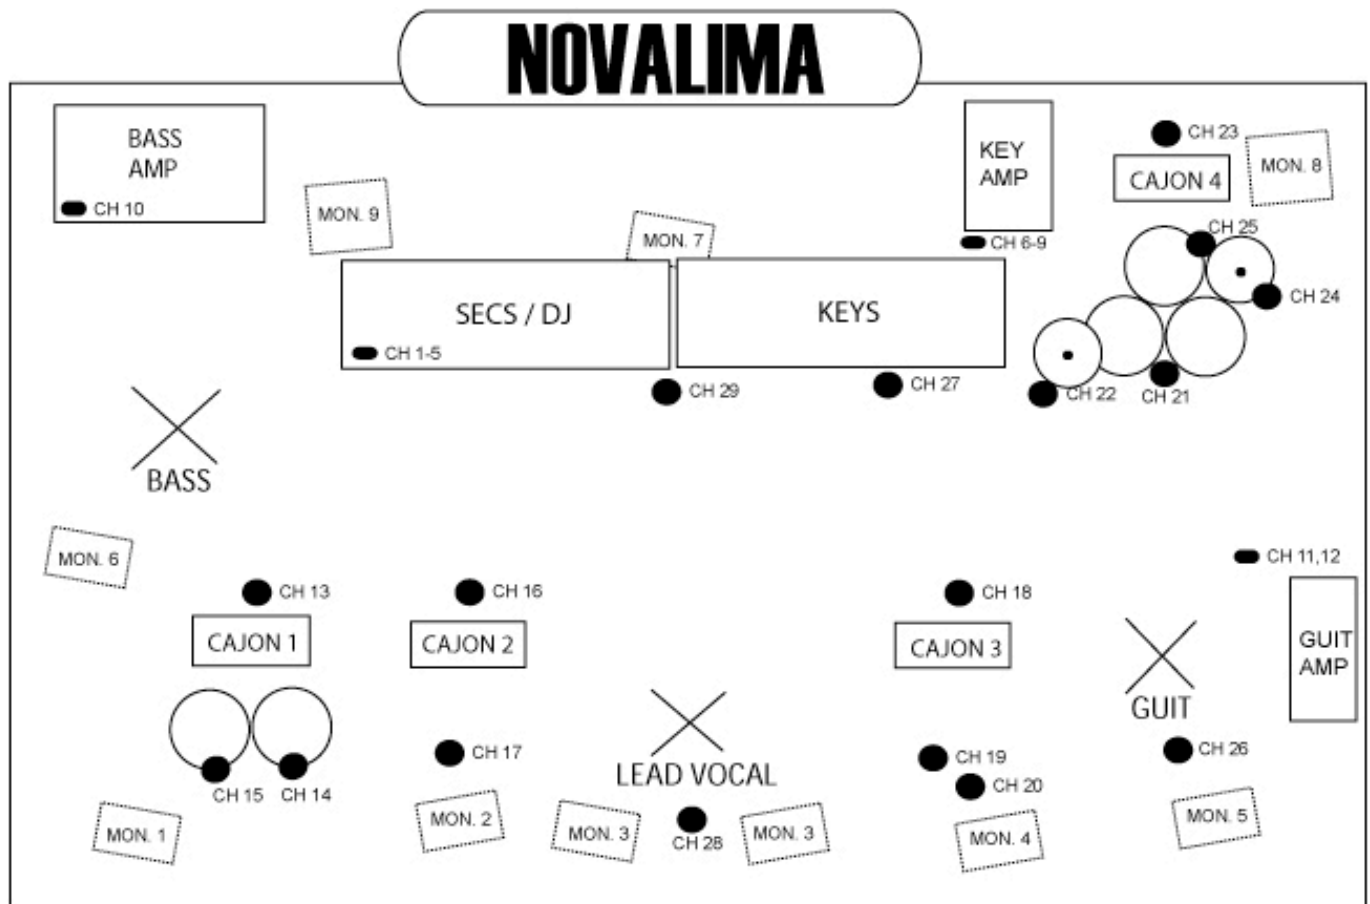 NOVALIMA
BASS
AMP
CH 10
MON. 9
MON. 7
KEY
AMP
CH 6-9
CH 23
CAJON 4
MON. 8
CH 25
CH 24
SECS / DJ
CH 1-5
KEYS
CH 29
CH 27
CH 22
CH 21
BASS
MON. 6
CH 13
CAJON 1
CH 16
CAJON 2
CH 18
CAJON 3
CH 11,12
GUIT
AMP
GUIT
CH 15
CH 14
CH 17
LEAD VOCAL
CH 19
CH 20
CH 26
MON. 1
MON. 2
MON. 3
CH 28
MON. 3
MON. 4
MON. 5